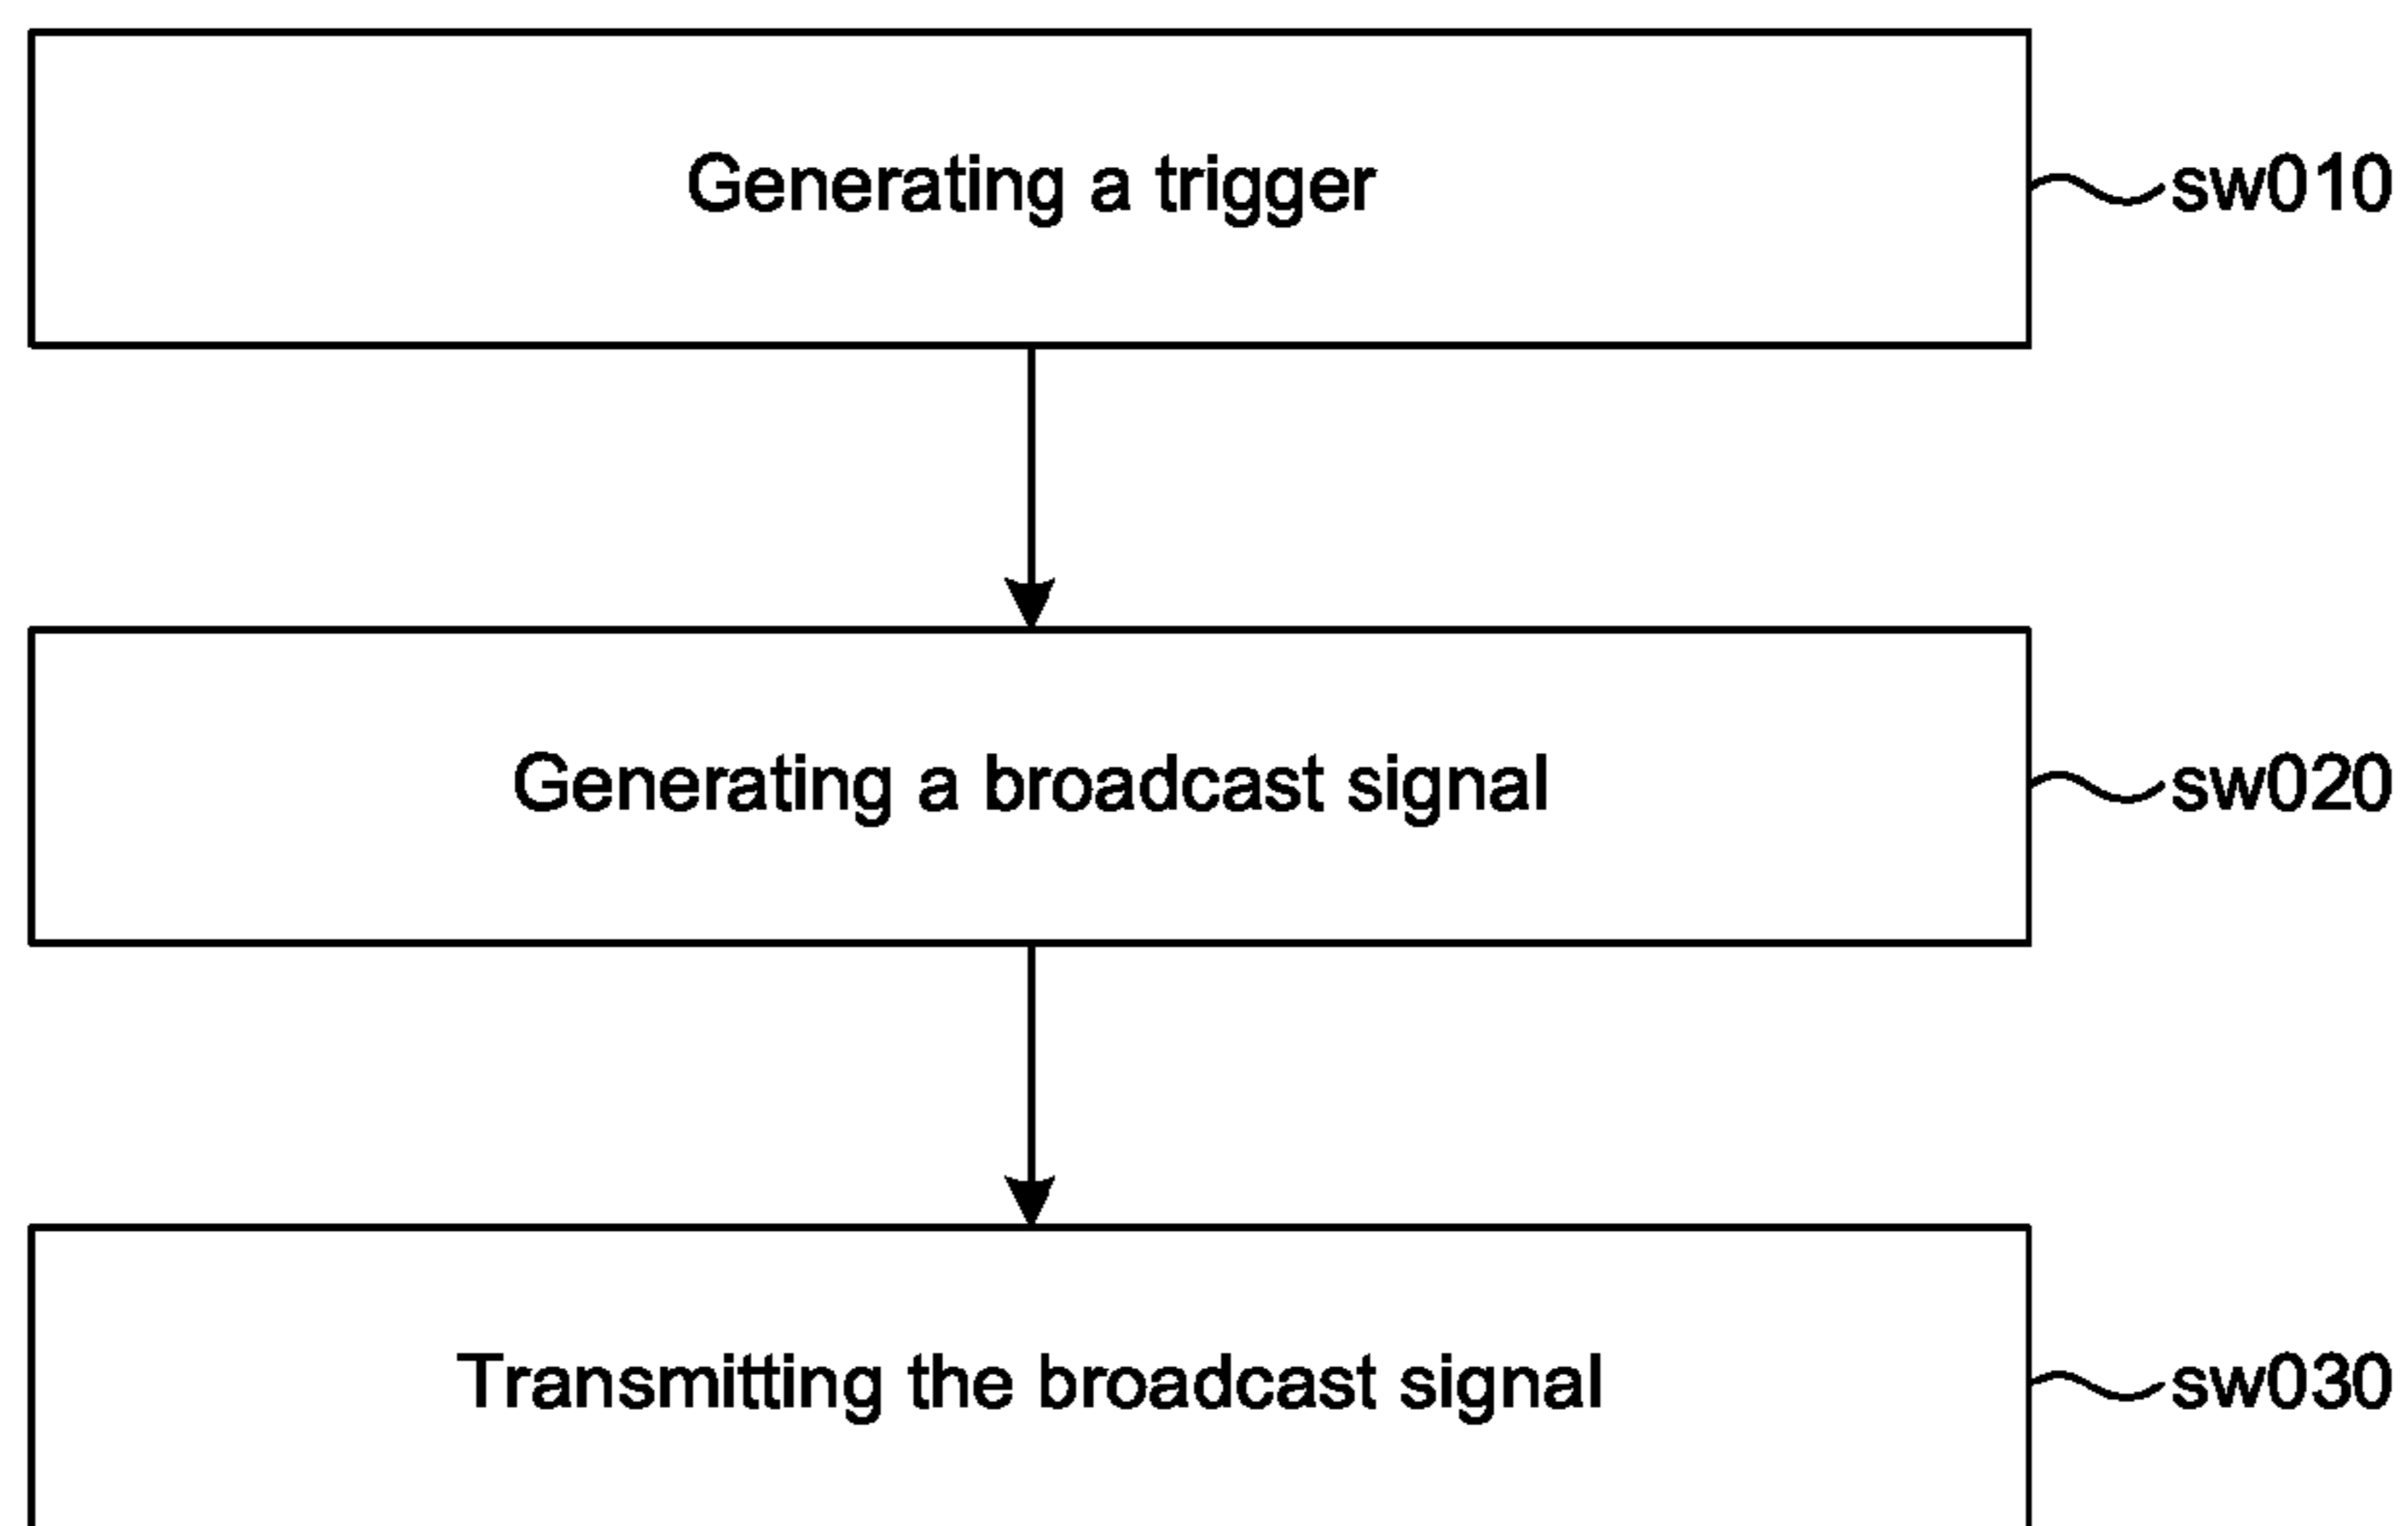 Generating a trigger
sw010
Generating a broadcast signal
sw020
Transmitting the broadcast signal
sw030